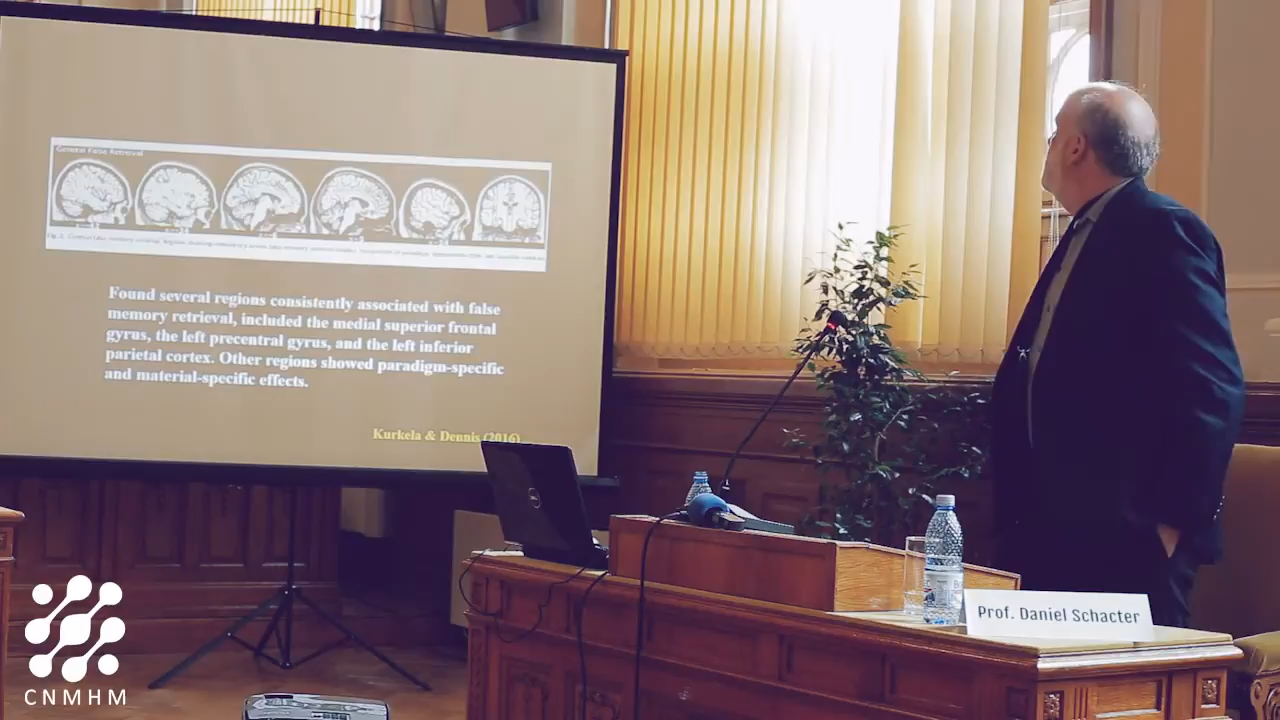 General False Retrieval
Found several regions consistently associated with false
memory retrieval, included the medial superior frontal
gyrus, the left precentral gyrus, and the left inferior
parietal cortex. Other regions showed paradigm-specific
and material-specific effects.
Kurkela & Dennis (2016)
Prof. Daniel Schacter
CNMHM